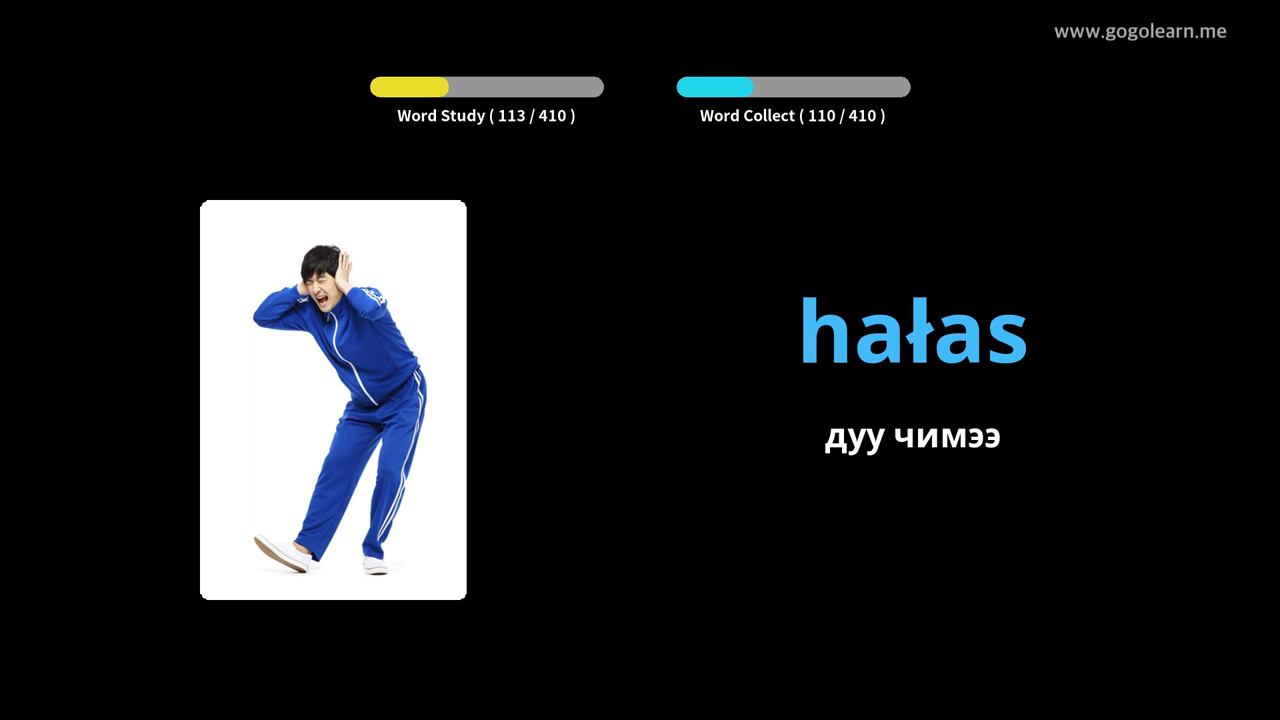 www.gogolearn.me
Word Study ( 113 / 410 )
Word Collect ( 110 / 410 )
hałas
дуу чимээ